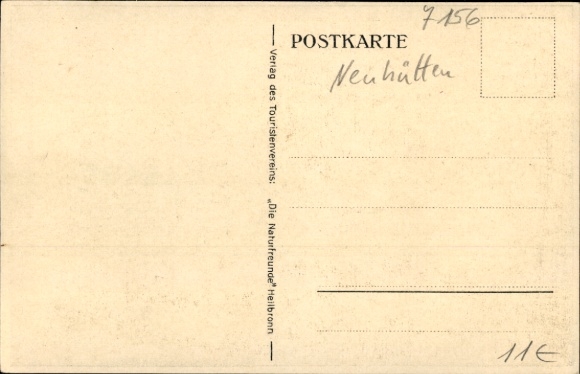 7156
POSTKARTE
Neuhütten
Verlag des Touristenvereins: „Die Naturfreunde" Heilbronn
11€